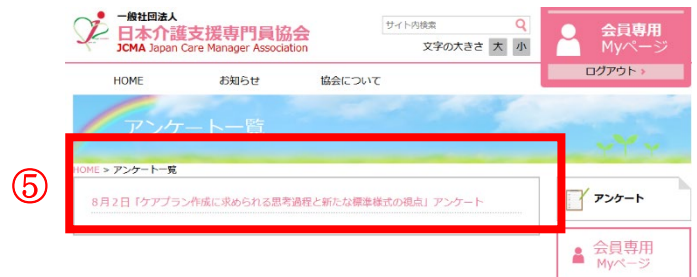 一般社団法人
日本介護支援専門員協会
JCMA Japan Care Manager Association
サイト内検索
文字の大きさ 大 小
会員専用
Myページ
ログアウト ›
HOME お知らせ 協会について
アンケート一覧
HOME > アンケート一覧
⑤
8月2日「ケアプラン作成に求められる思考過程と新たな標準様式の視点」アンケート
アンケート
会員専用
Myページ